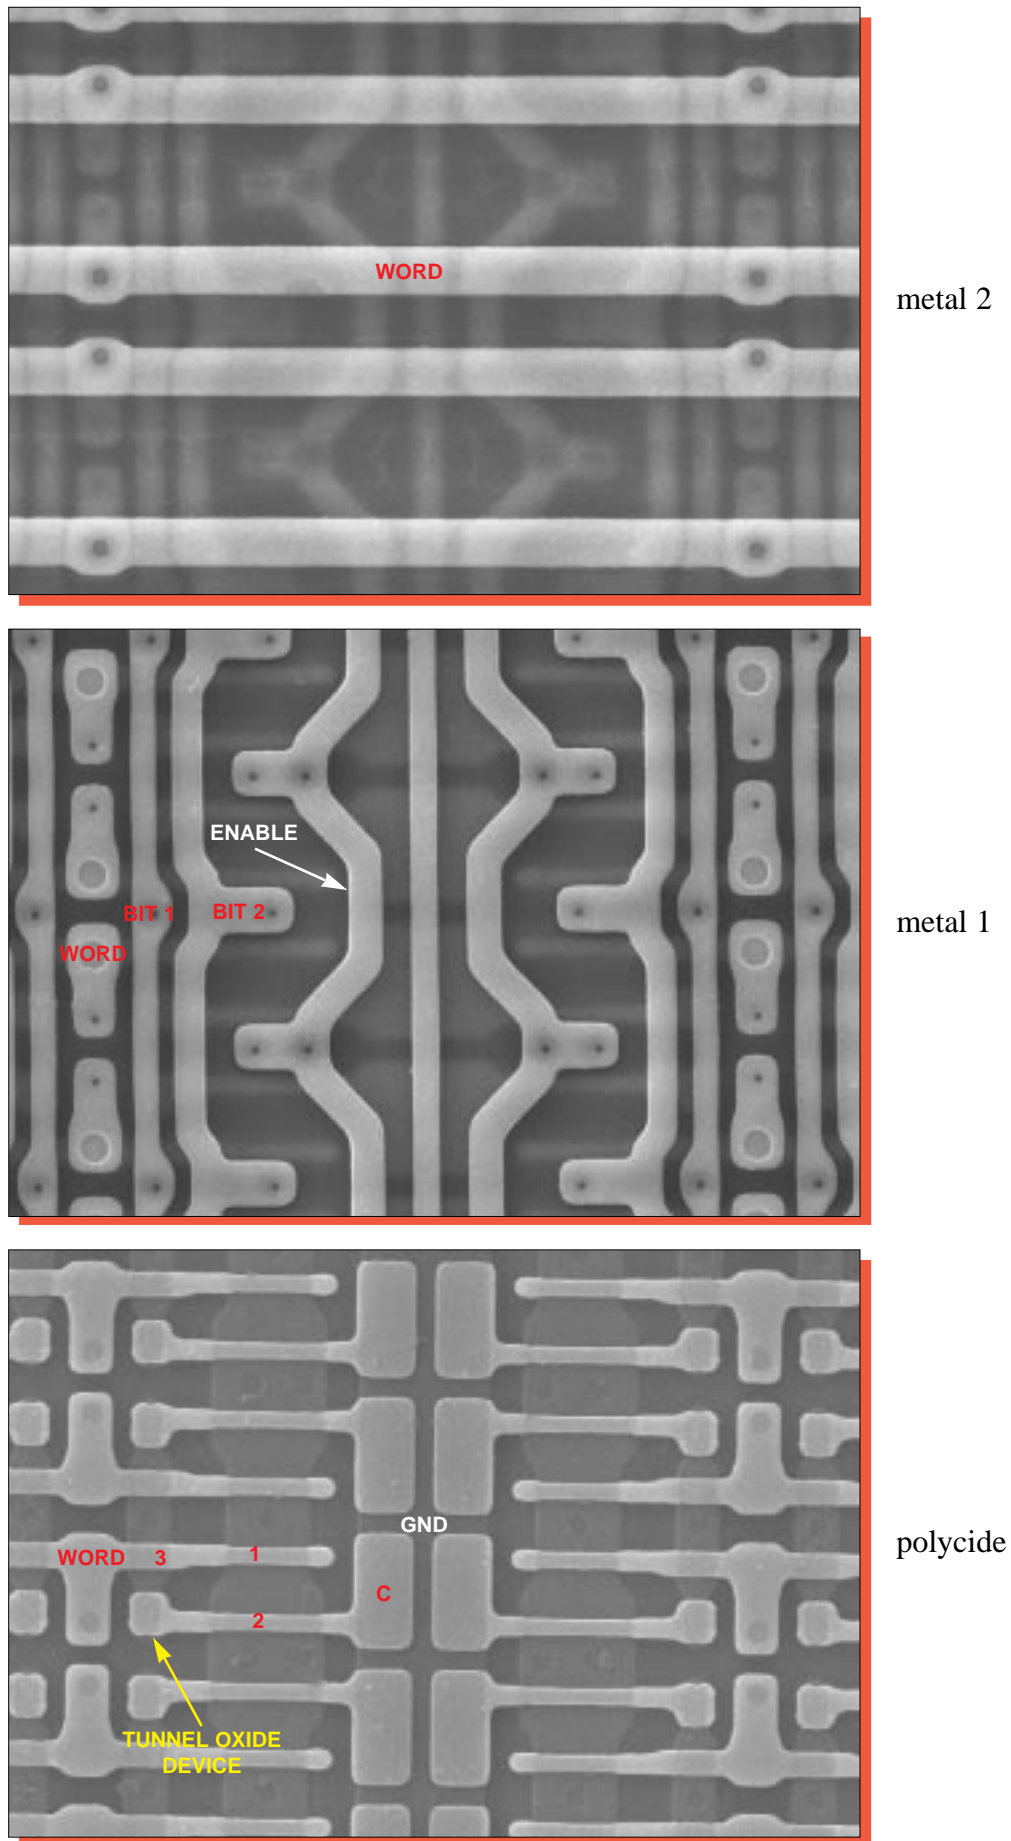 WORD
metal 2
ENABLE
BIT 1
BIT 2
WORD
metal 1
GND
WORD
3
1
C
2
polycide
TUNNEL OXIDE
DEVICE